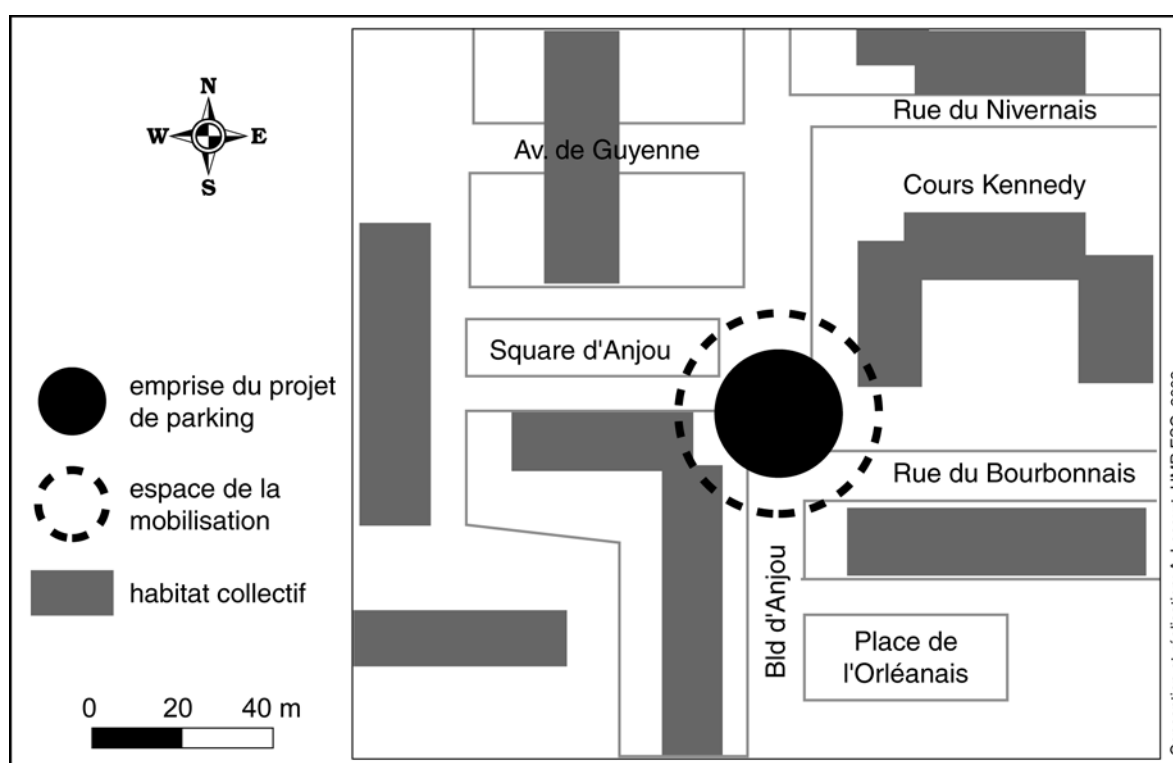 N
W E
S
Rue du Nivernais
Av. de Guyenne
Cours Kennedy
Square d'Anjou
emprise du projet
de parking
espace de la
mobilisation
Rue du Bourbonnais
habitat collectif
Bld d'Anjou
Place de
l'Orléanais
0 20 40 m